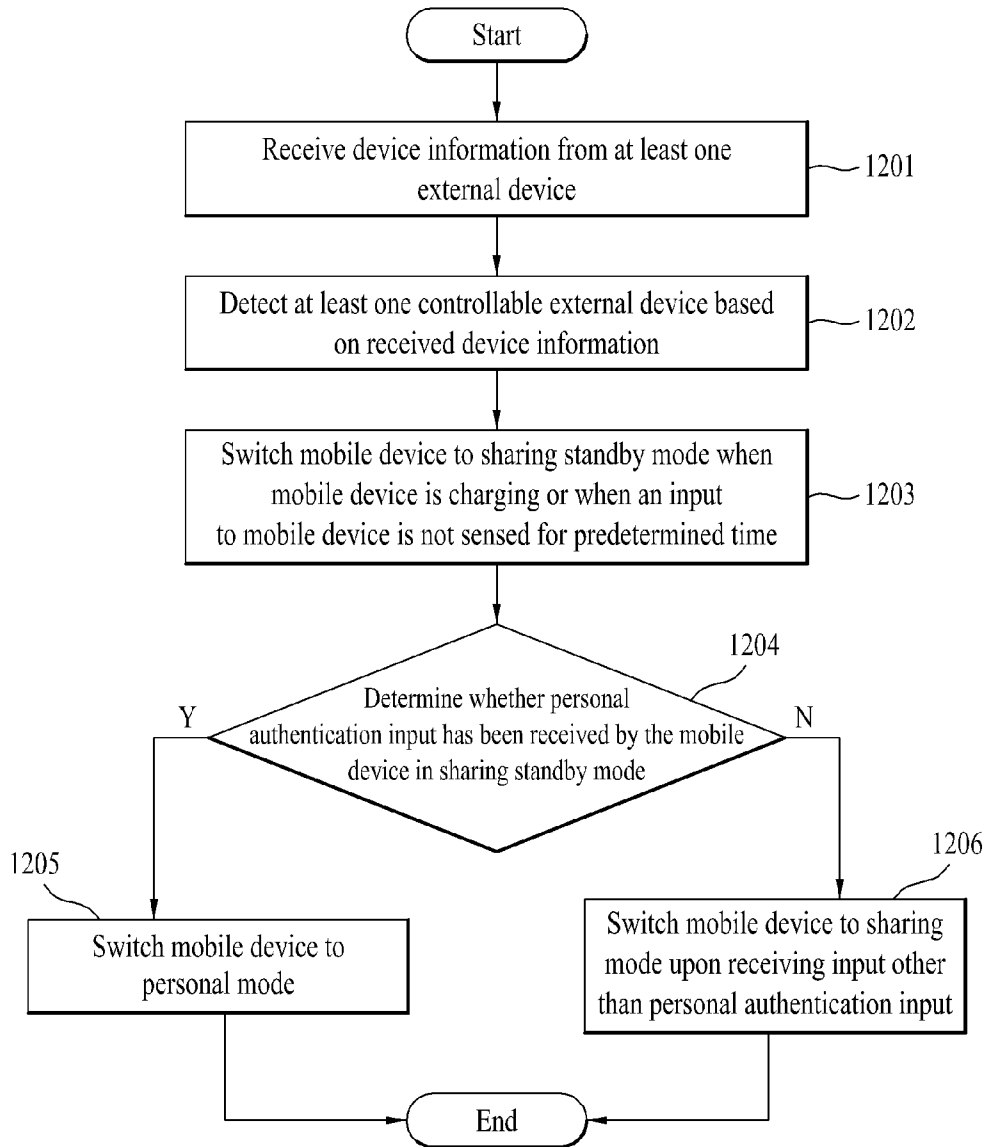 Start
Receive device information from at least one
external device
1201
Detect at least one controllable external device based
on received device information
1202
Switch mobile device to sharing standby mode when
mobile device is charging or when an input
to mobile device is not sensed for predetermined time
1203
1204
Determine whether personal
authentication input has been received by the mobile
device in sharing standby mode
Y
N
1205
Switch mobile device to
personal mode
1206
Switch mobile device to sharing
mode upon receiving input other
than personal authentication input
End